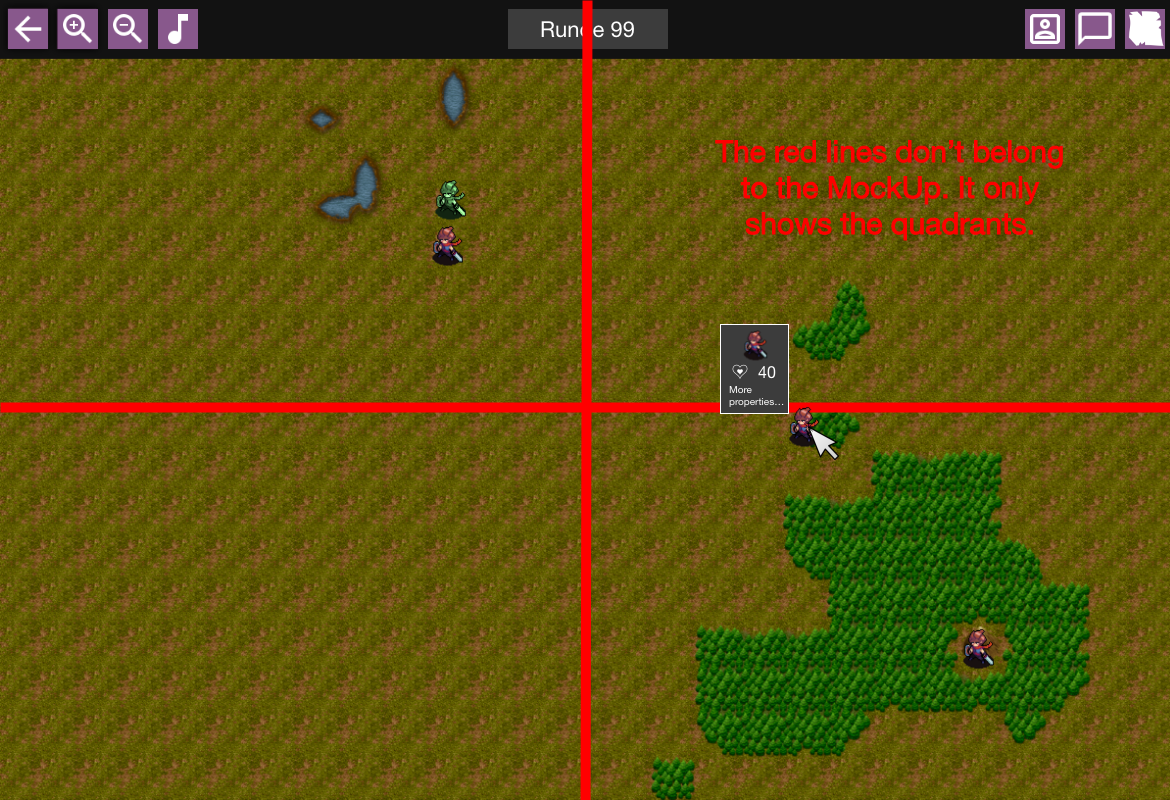 Runde 99
The red lines don't belong
to the MockUp. It only
shows the quadrants.
40
More
properties...